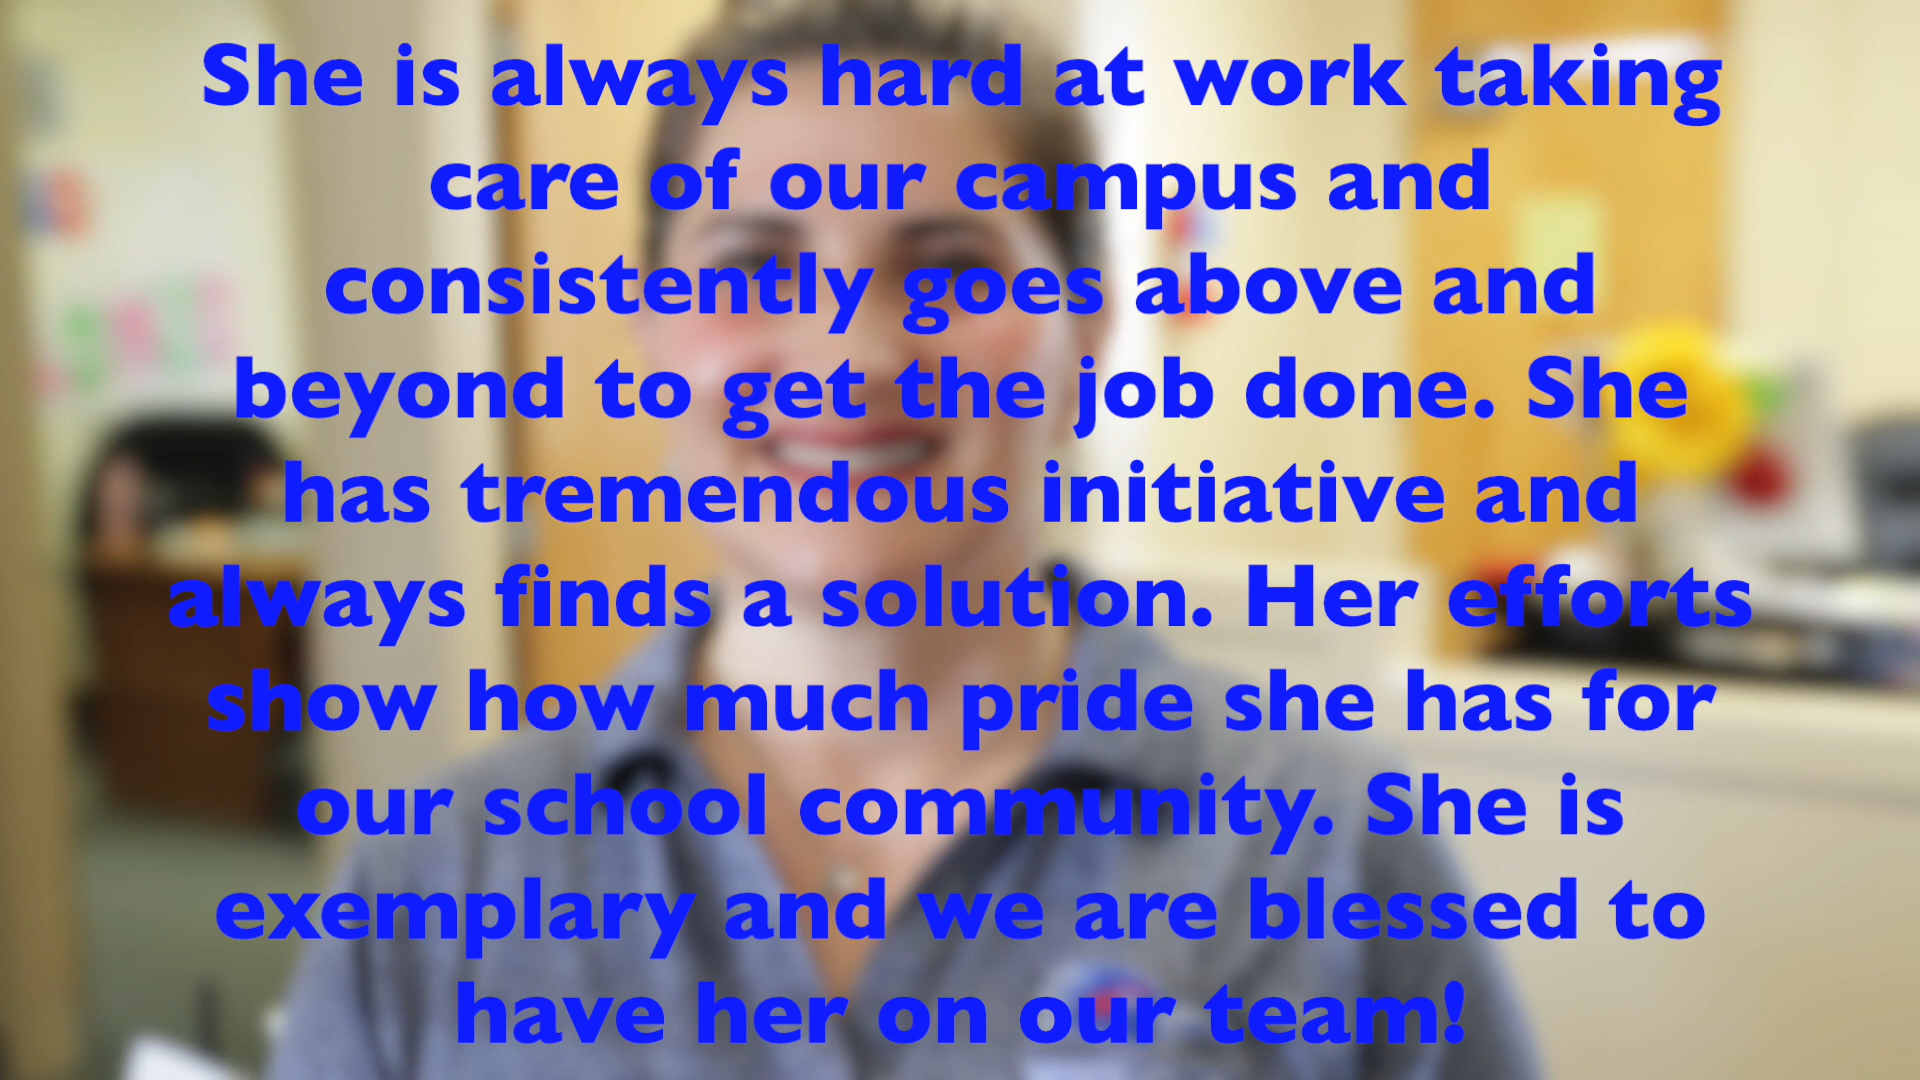 She is always hard at work taking
care of our campus and
consistently goes above and
beyond to get the job done. She
has tremendous initiative and
always finds a solution. Her efforts
show how much pride she has for
our school community. She is
exemplary and we are blessed to
have her on our team!